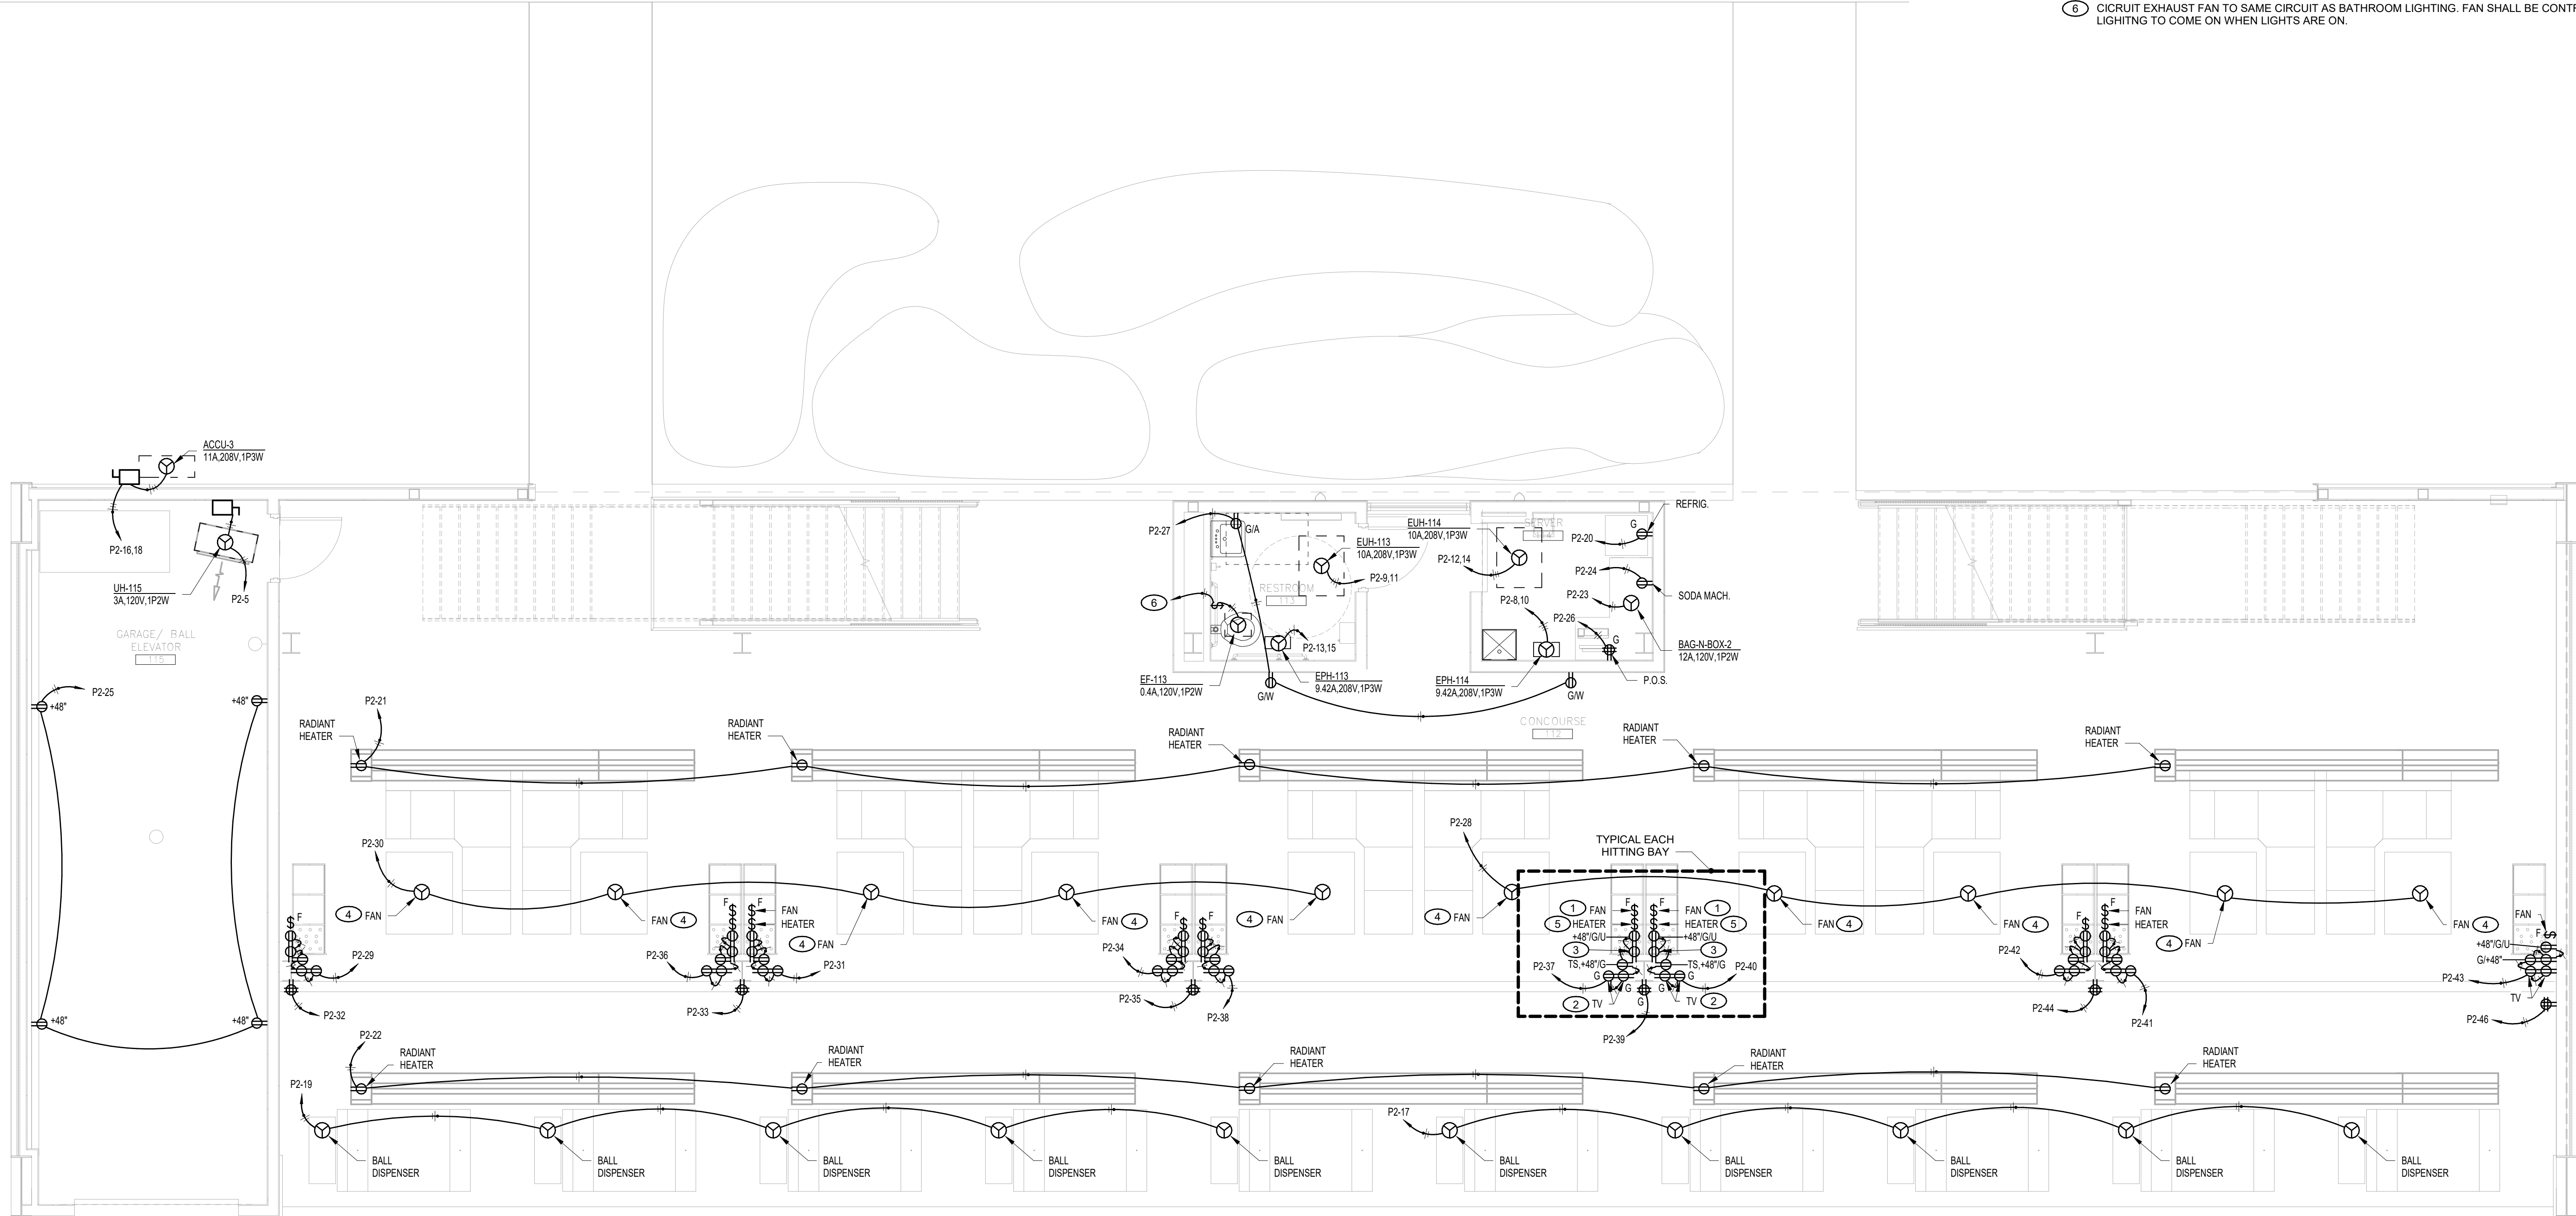 6 CICRUIT EXHAUST FAN TO SAME CIRCUIT AS BATHROOM LIGHTING. FAN SHALL BE CONT
LIGHITNG TO COME ON WHEN LIGHTS ARE ON.
ACCU-3
11A,208V,1P3W
P2-16,18
UH-115
3A,120V,1P2W
P2-5
GARAGE/ BALL
ELEVATOR
115
P2-25
+48"
+48"
+48"
+48"
P2-27
G/A
EUH-113
10A,208V,1P3W
P2-9,11
RESTROOM
113
6
P2-13,15
EF-113
0.4A,120V,1P2W
EPH-113
9.42A,208V,1P3W
G/W
EUH-114
10A,208V,1P3W
P2-12,14
SERVER
REFRIG.
G
P2-20
P2-24
SODA MACH.
P2-23
P2-8,10
P2-26
G
BAG-N-BOX-2
12A,120V,1P2W
P.O.S.
EPH-114
9.42A,208V,1P3W
G/W
CONCOURSE
112
P2-21
RADIANT
HEATER
RADIANT
HEATER
RADIANT
HEATER
RADIANT
HEATER
RADIANT
HEATER
P2-30
P2-28
TYPICAL EACH
HITTING BAY
4 FAN
FAN 4
4 FAN
FAN 4
4 FAN
4 FAN
FAN 4
FAN 4
4 FAN
FAN 4
F
P2-29
P2-32
F
F
FAN
HEATER
P2-36
P2-31
P2-33
F
F
P2-34
P2-35
P2-38
F
F
1 FAN
5 HEATER
+48"/G/U
3
TS,+48"/G
P2-37
G
G
2 TV
FAN 1
HEATER 5
+48"/G/U
3
TS,+48"/G
G
P2-40
G
TV 2
G
P2-39
F
F
FAN
HEATER
P2-42
P2-44
P2-41
FAN
F
+48"/G/U
G/+48"
P2-43
TV
P2-46
P2-22
RADIANT
HEATER
RADIANT
HEATER
RADIANT
HEATER
RADIANT
HEATER
RADIANT
HEATER
P2-19
P2-17
BALL
DISPENSER
BALL
DISPENSER
BALL
DISPENSER
BALL
DISPENSER
BALL
DISPENSER
BALL
DISPENSER
BALL
DISPENSER
BALL
DISPENSER
BALL
DISPENSER
BALL
DISPENSER